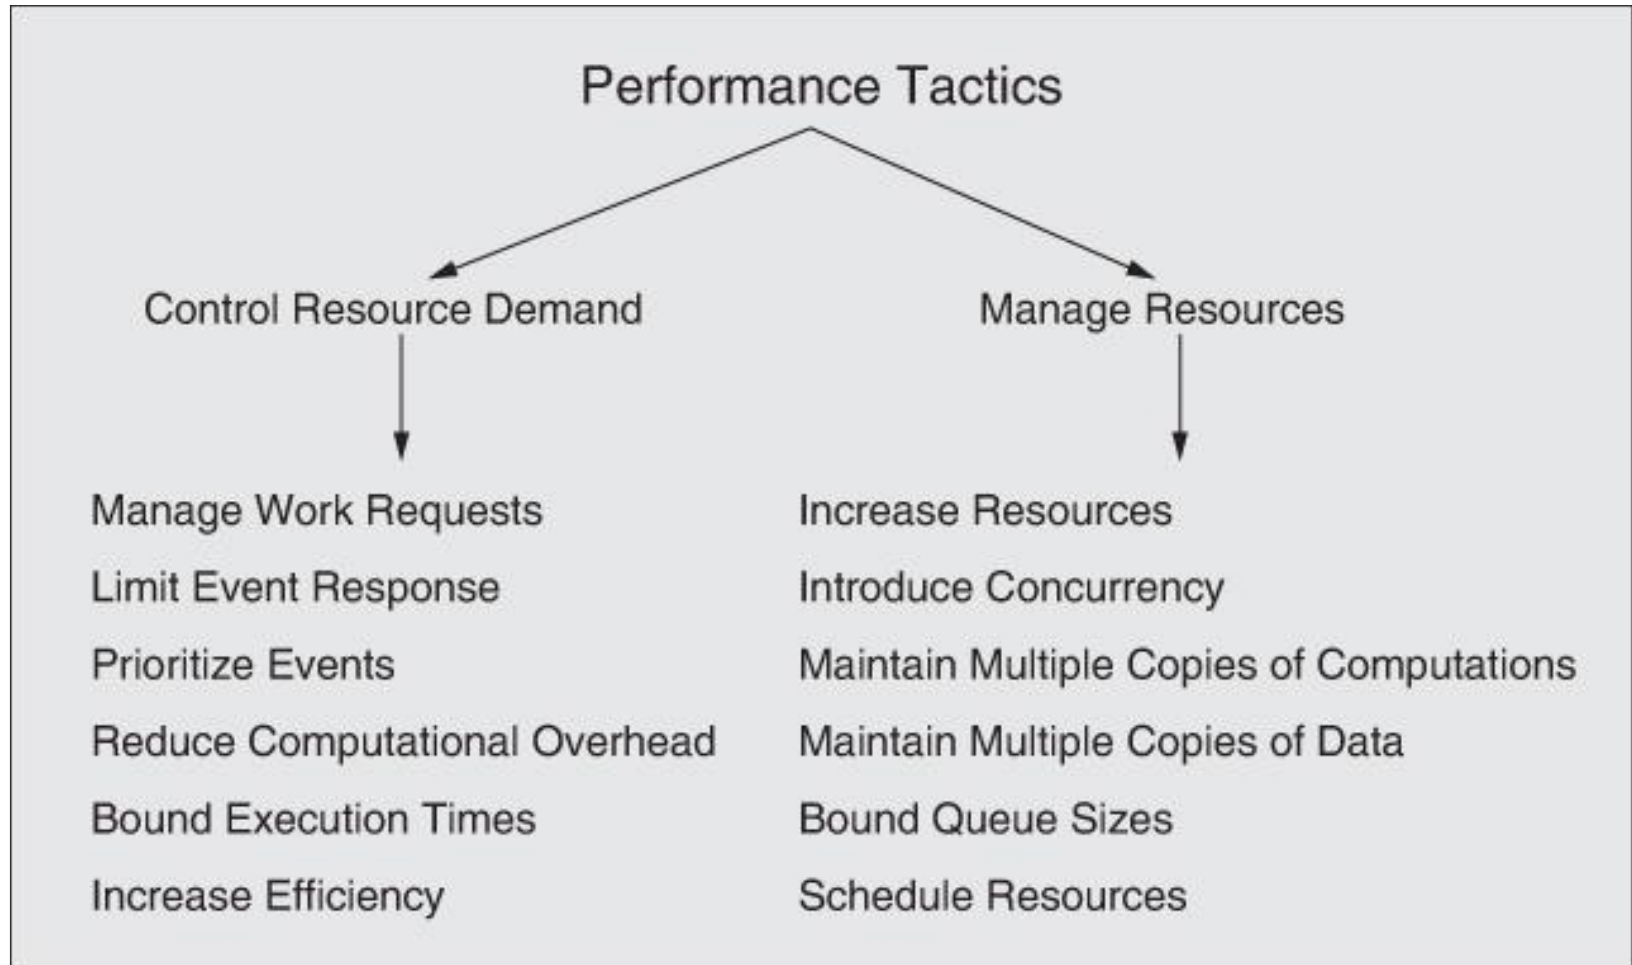 Performance Tactics
Control Resource Demand
Manage Resources
Manage Work Requests
Limit Event Response
Prioritize Events
Reduce Computational Overhead
Bound Execution Times
Increase Efficiency
Increase Resources
Introduce Concurrency
Maintain Multiple Copies of Computations
Maintain Multiple Copies of Data
Bound Queue Sizes
Schedule Resources